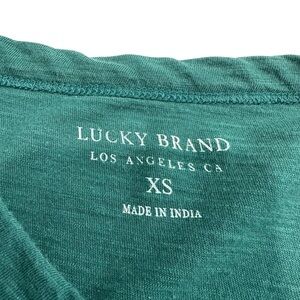 LUCKY BRAND
LOS ANGELES CA
XS
MADE IN INDIA